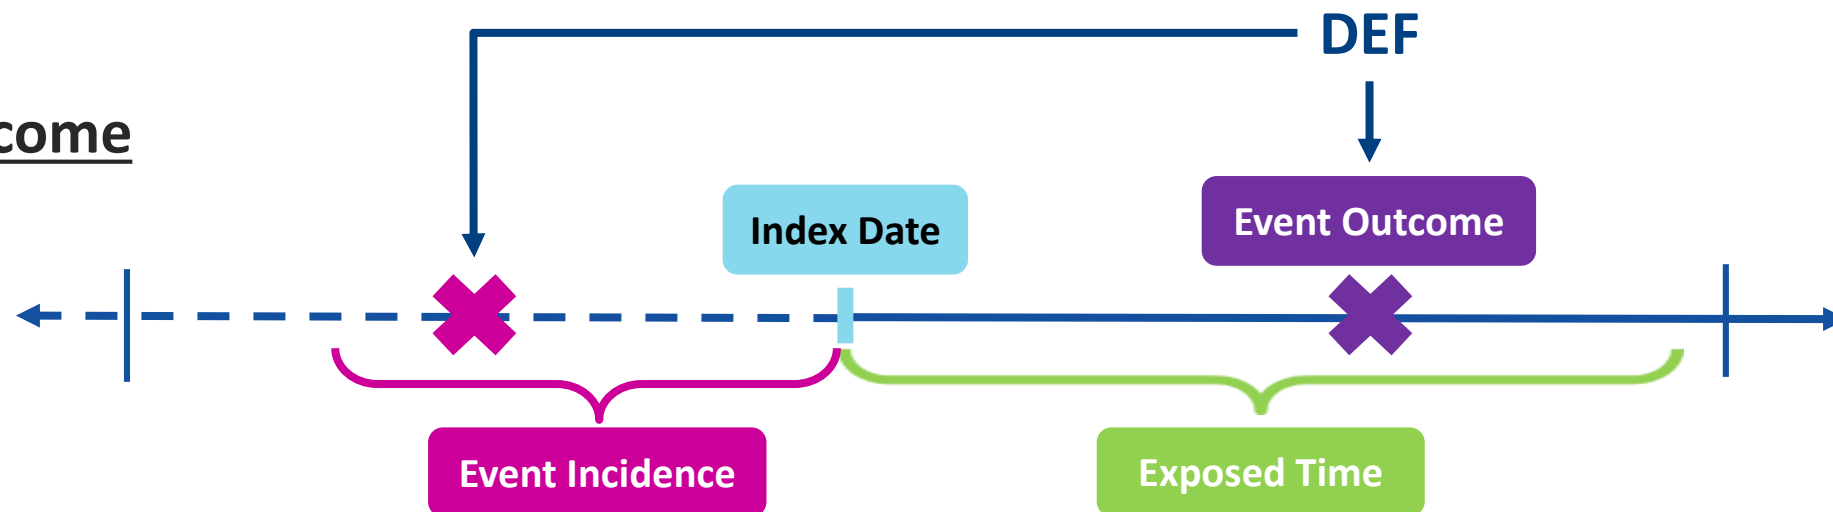 DEF
come
Index Date
Event Outcome
Event Incidence
Exposed Time